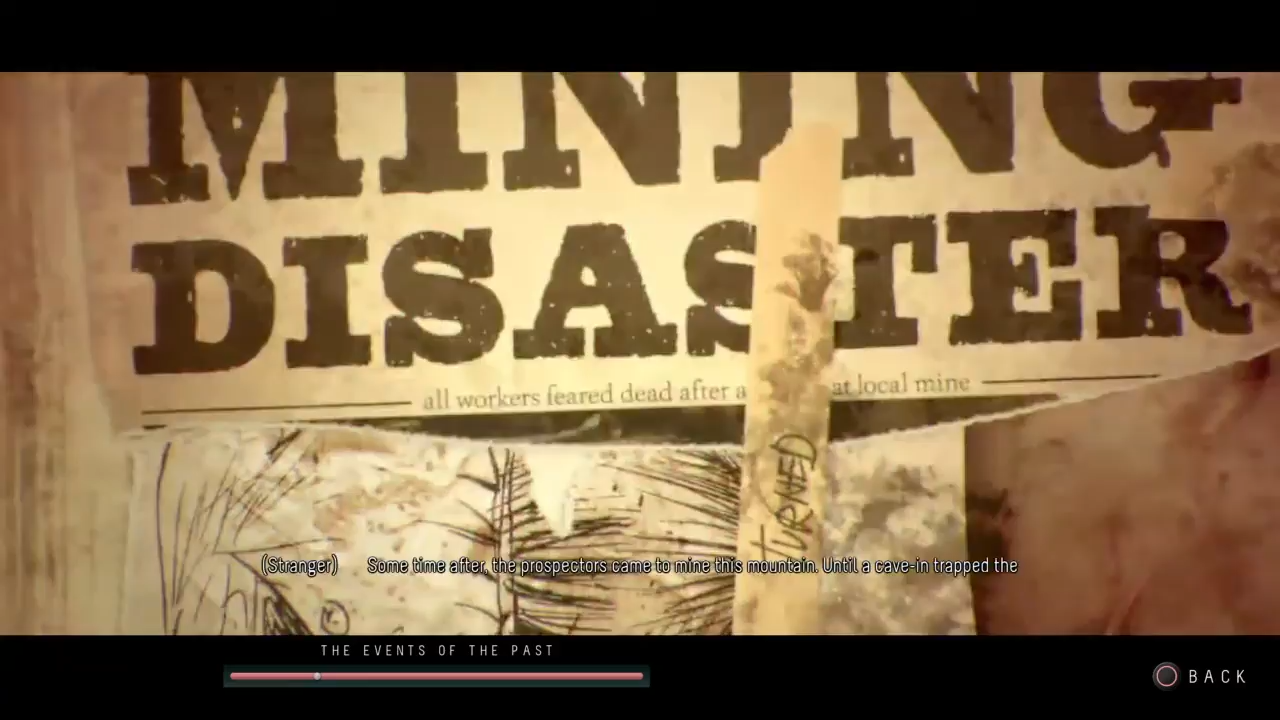 MINING
DISASTER
all workers feared dead after a at local mine
TURNED
(Stranger) Some time after, the prospectors came to mine this mountain. Until a cave-in trapped the
THE EVENTS OF THE PAST
BACK